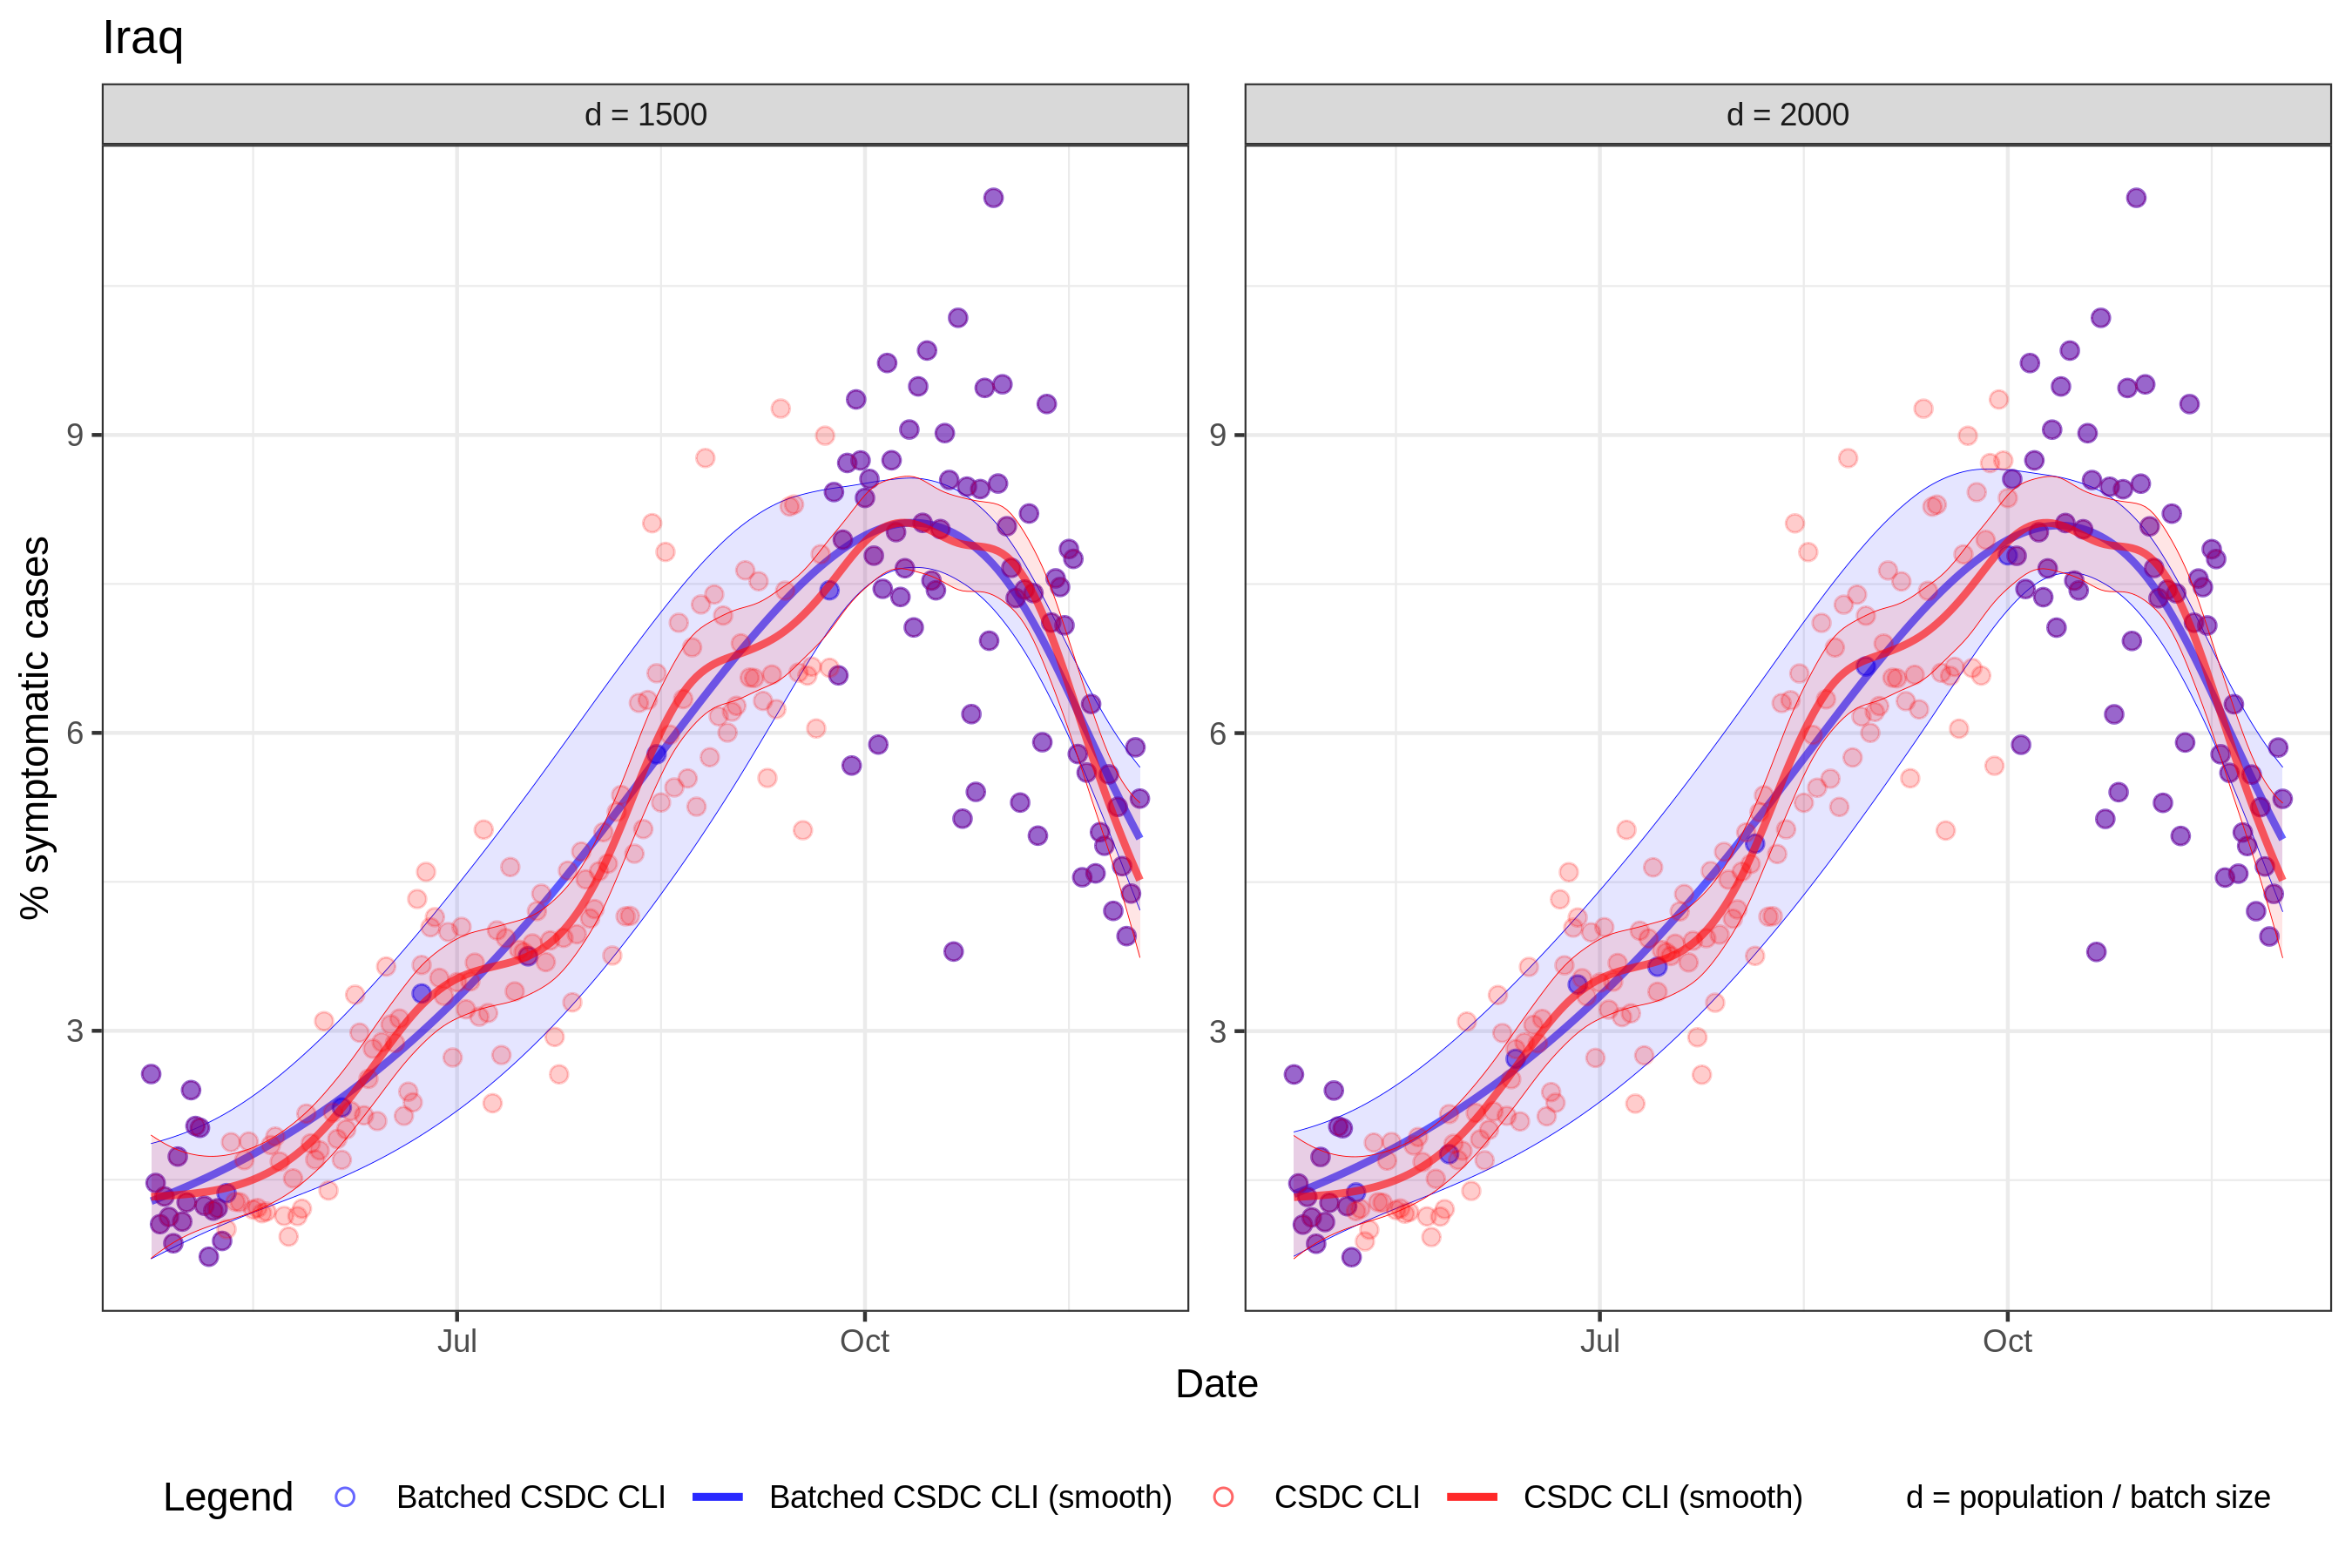 Iraq
d = 1500
d = 2000
% symptomatic cases
9
6
3
9
6
3
Jul
Oct
Jul
Oct
Date
Legend
Batched CSDC CLI
Batched CSDC CLI (smooth)
CSDC CLI
CSDC CLI (smooth)
d = population / batch size